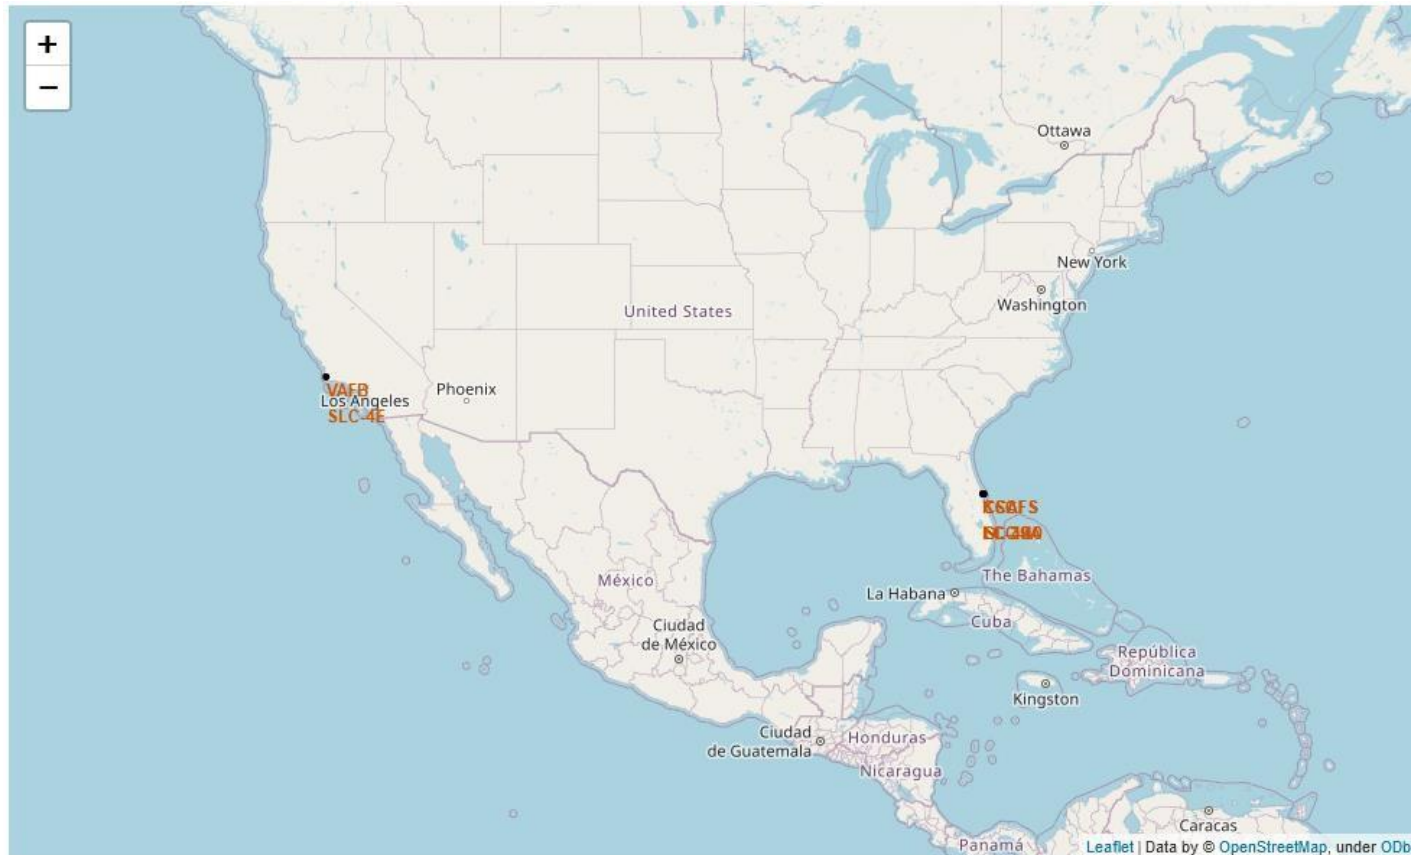 +
−
Ottawa
New York
Washington
United States
VAFB
Los Angeles
SLC-4E
Phoenix
The Bahamas
La Habana
Cuba
México
Ciudad
de México
República
Dominicana
Kingston
Ciudad
de Guatemala
Honduras
Nicaragua
Caracas
Panamá
Leaflet | Data by © OpenStreetMap, under ODb